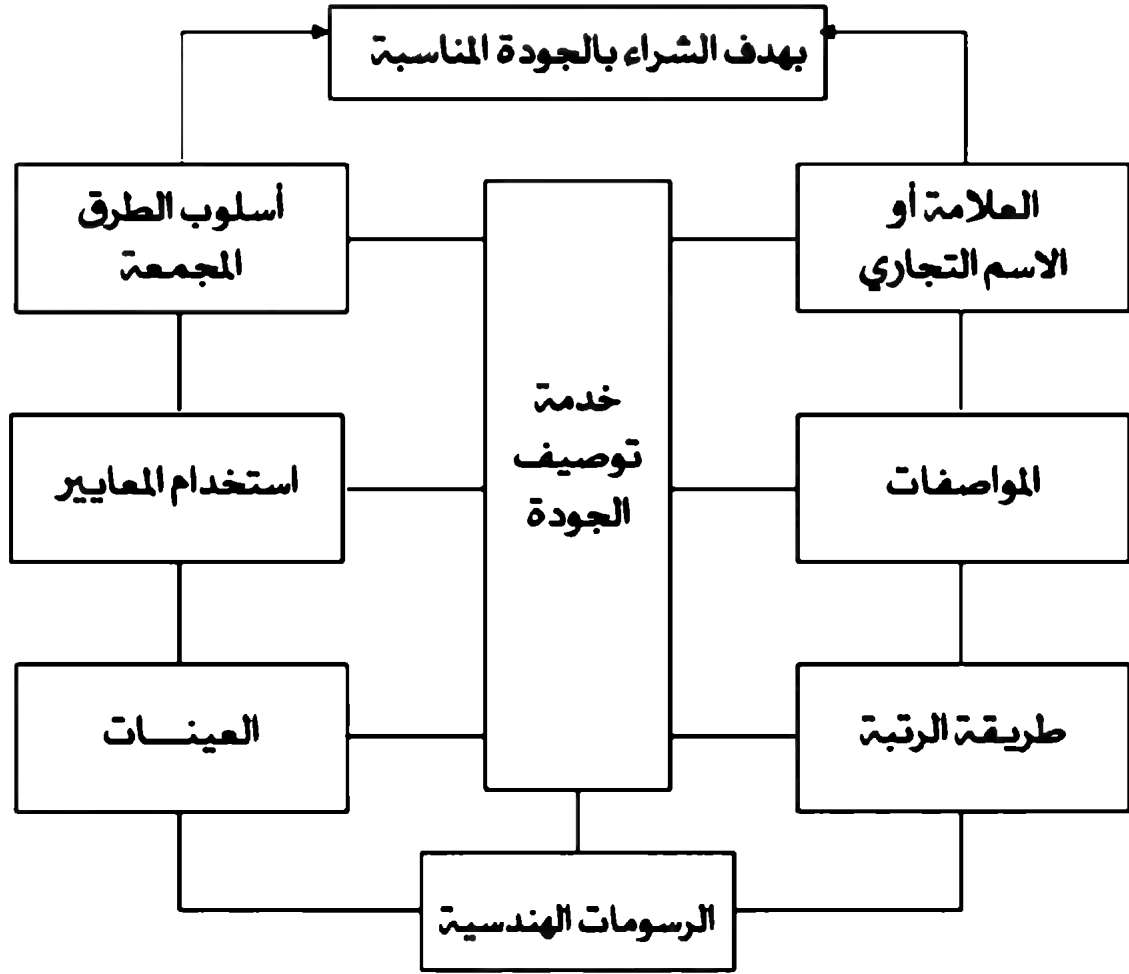 بهدف الشراء بالجودة المناسبة
العلامة أو
الاسم التجاري
أسلوب الطرق
المجمعة
خدمة
توصيف
الجودة
المواصفات
استخدام المعايير
طريقة الرتبة
العينـــات
الرسومات الهندسية